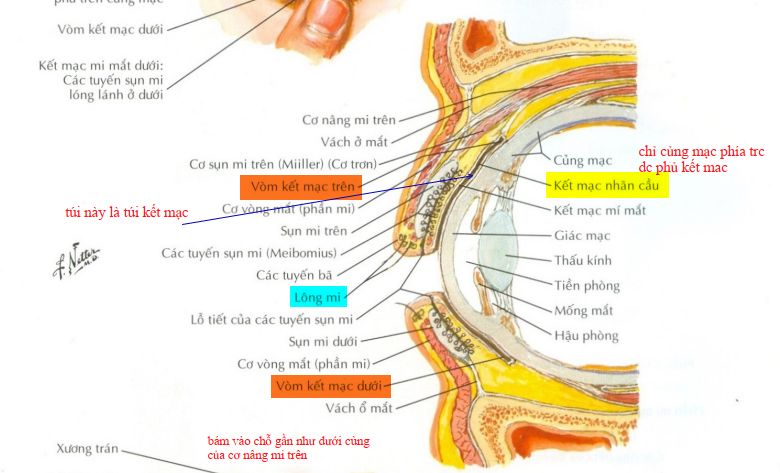 phủ trên củng mạc
Vòm kết mạc dưới
Kết mạc mi mắt dưới:
Các tuyến sụn mi
lóng lánh ở dưới
Cơ nâng mi trên
Vách ở mắt
Cơ sụn mi trên (Miiller) (Cơ trơn)
Vòm kết mạc trên
túi này là túi kết mạc
Cơ vòng mắt (phần mi)
Sụn mi trên
Các tuyến sụn mi (Meibomius)
Các tuyến bã
Lông mi
Lỗ tiết của các tuyến sụn mi
Sụn mi dưới
Cơ vòng mắt (phần mi)
Vòm kết mạc dưới
Vách ổ mắt
Củng mạc
chỉ cùng mạc phía trc
dc phủ kết mac
Kết mạc nhãn cầu
Kết mạc mí mắt
Giác mạc
Thấu kính
Tiền phòng
Mống mắt
Hậu phòng
F. Netter
M.D.
Xương trán
bám vào chỗ gần như dưới cùng
của cơ nâng mi trên